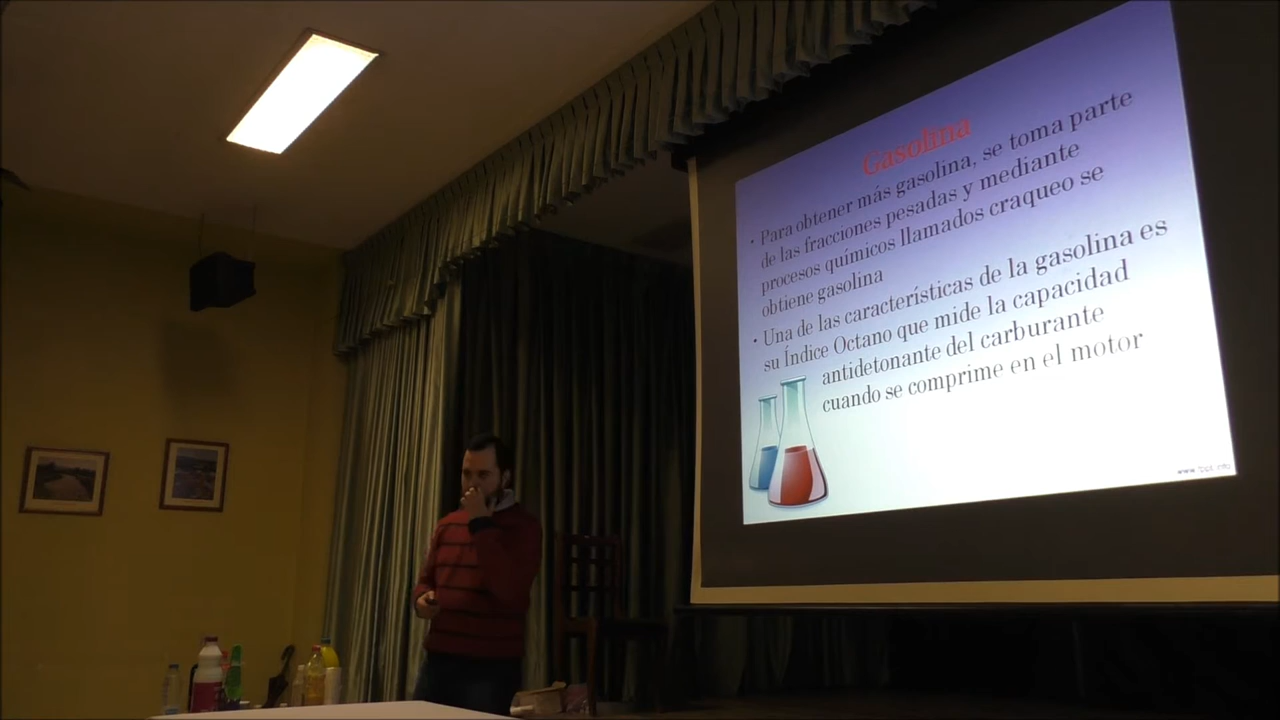 Gasolina
• Para obtener más gasolina, se toma parte
de las fracciones pesadas y mediante
procesos químicos llamados craqueo se
obtiene gasolina
• Una de las características de la gasolina es
su Índice Octano que mide la capacidad
antidetonante del carburante
cuando se comprime en el motor